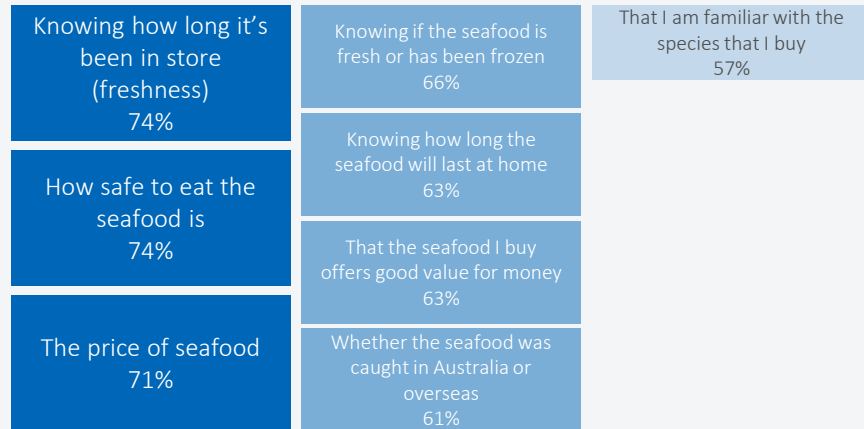 Knowing how long it’s
been in store
(freshness)
74%
How safe to eat the
seafood is
74%
The price of seafood
71%
Knowing if the seafood is
fresh or has been frozen
66%
Knowing how long the
seafood will last at home
63%
That the seafood I buy
offers good value for money
63%
Whether the seafood was
caught in Australia or
overseas
61%
That I am familiar with the
species that I buy
57%